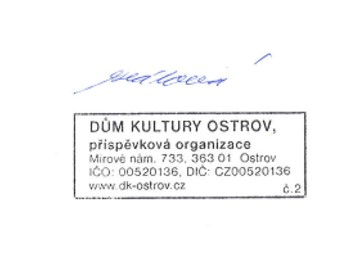 DŮM KULTURY OSTROV,
příspěvková organizace
Mírové nám. 733, 363 01 Ostrov
IČO: 00520136, DIČ: CZ00520136
www.dk-ostrov.cz č.2